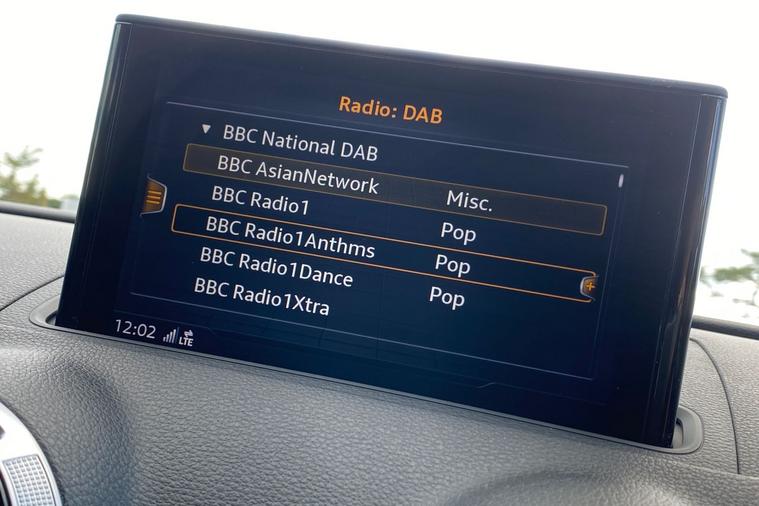 Radio: DAB
BBC National DAB
BBC AsianNetwork Misc.
BBC Radio1 Pop
BBC Radio1Anthms Pop
BBC Radio1Dance Pop
BBC Radio1Xtra
12:02 LTE